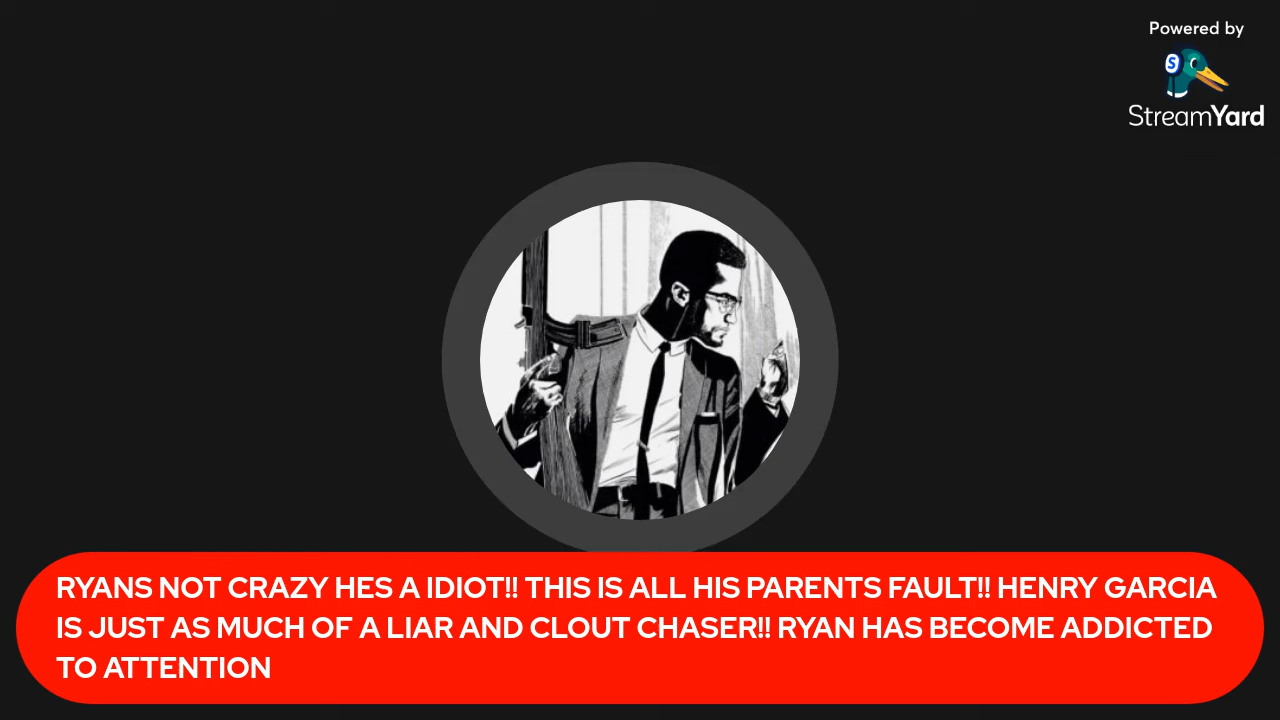 Powered by
S
StreamYard
RYANS NOT CRAZY HES A IDIOT!! THIS IS ALL HIS PARENTS FAULT!! HENRY GARCIA
IS JUST AS MUCH OF A LIAR AND CLOUT CHASER!! RYAN HAS BECOME ADDICTED
TO ATTENTION